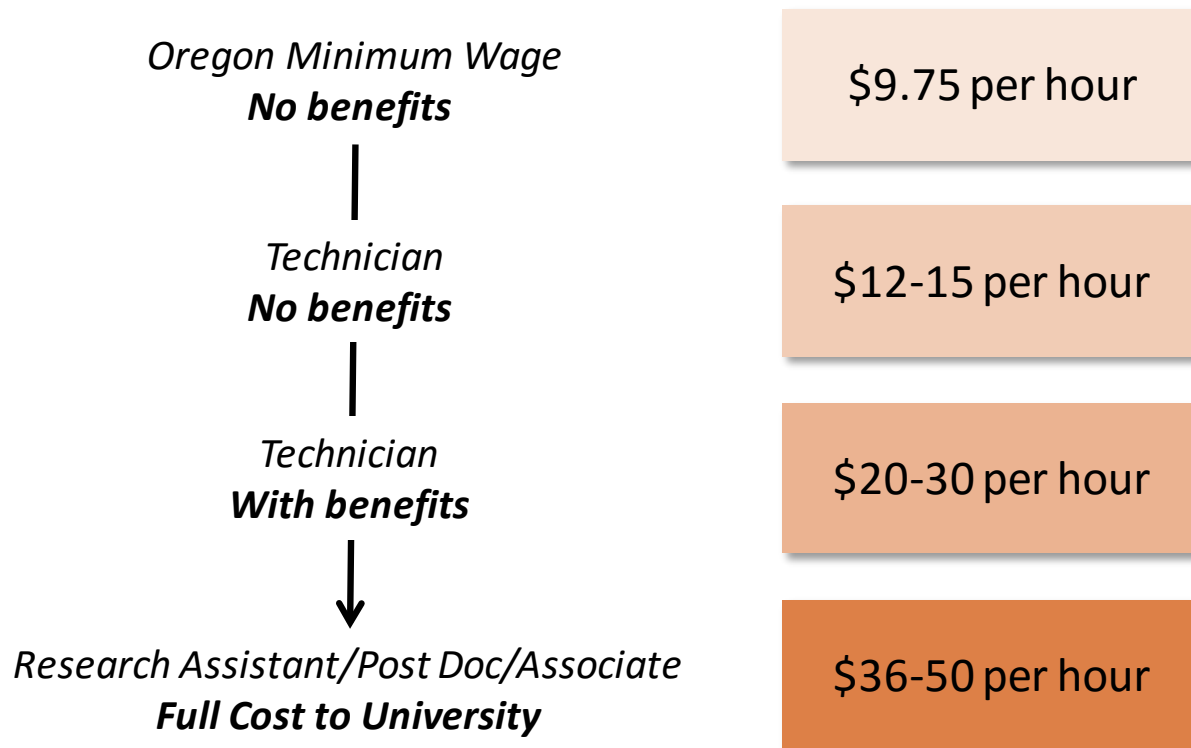 Oregon Minimum Wage
No benefits
$9.75 per hour
Technician
No benefits
$12-15 per hour
Technician
With benefits
$20-30 per hour
Research Assistant/Post Doc/Associate
Full Cost to University
$36-50 per hour